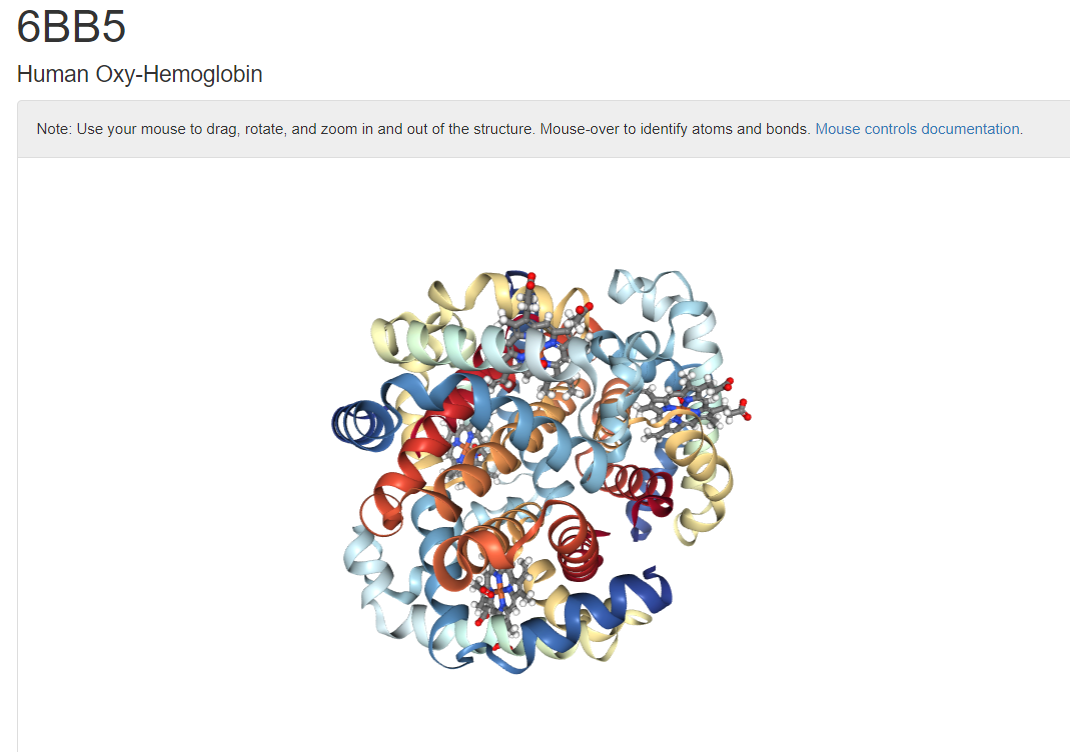 6BB5
Human Oxy-Hemoglobin
Note: Use your mouse to drag, rotate, and zoom in and out of the structure. Mouse-over to identify atoms and bonds. Mouse controls documentation.